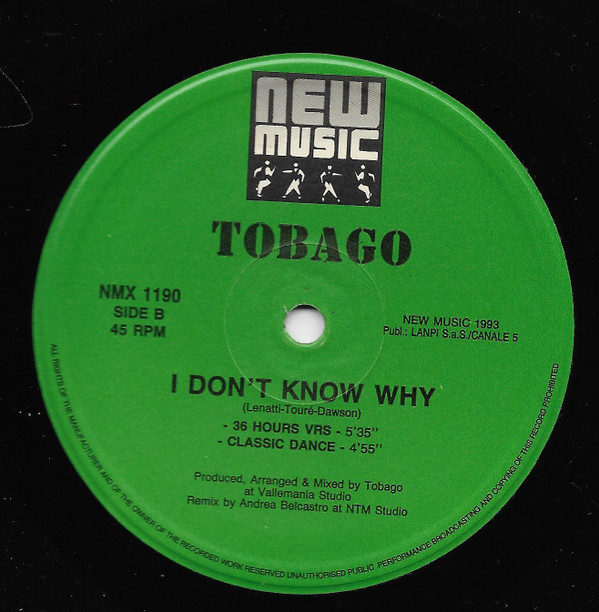 NEW
MUSIC
TOBAGO
NMX 1190
SIDE B
45 RPM
NEW MUSIC 1993
Publ.: LANPI S.a.S./CANALE 5
I DON'T KNOW WHY
(Lenatti-Touré-Dawson)
- 36 HOURS VRS - 5'35"
- CLASSIC DANCE - 4'55"
Produced, Arranged & Mixed by Tobago
at Vallemania Studio
Remix by Andrea Belcastro at NTM Studio
ALL RIGHTS OF THE MANUFACTURER AND OF THE OWNER OF THE RECORDED WORK RESERVED UNAUTHORISED PUBLIC PERFORMANCE BROADCASTING AND COPYING OF THIS RECORD PROHIBITED